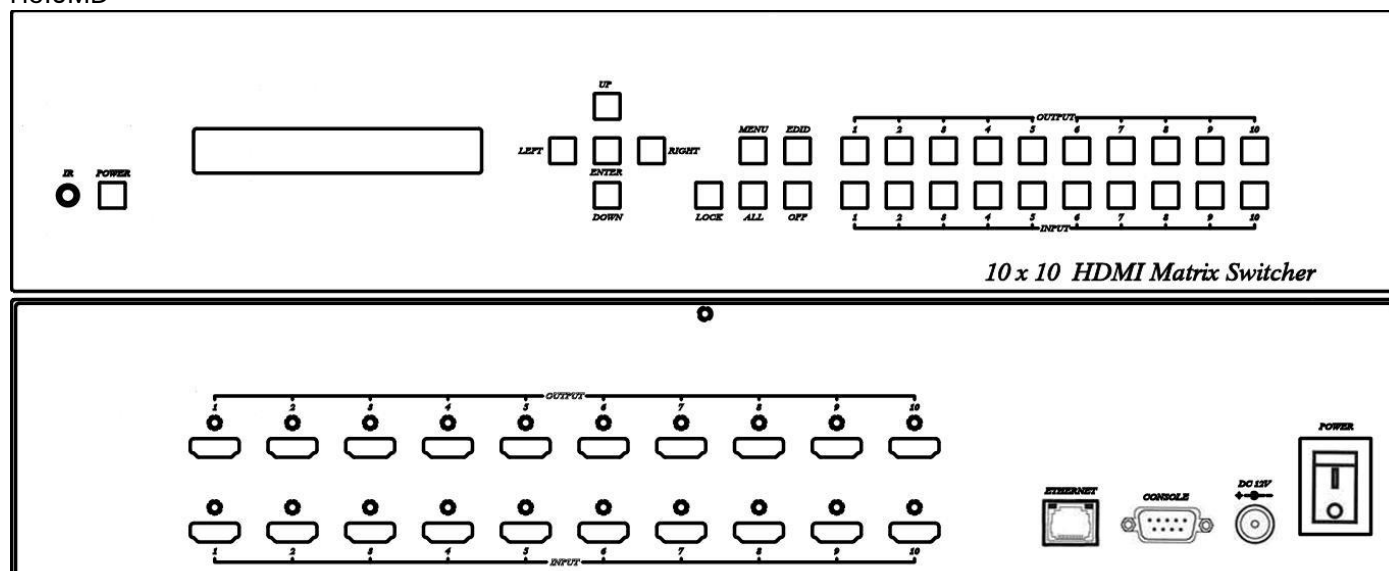 UP
MENU EDID
OUTPUT
1 2 3 4 5 6 7 8 9 10
LEFT RIGHT
IR POWER
ENTER
DOWN
LOCK ALL OFF
1 2 3 4 5 6 7 8 9 10
INPUT
10 x 10 HDMI Matrix Switcher
OUTPUT
1 2 3 4 5 6 7 8 9 10
POWER
ETHERNET
CONSOLE
DC 12V
1 2 3 4 5 6 7 8 9 10
INPUT